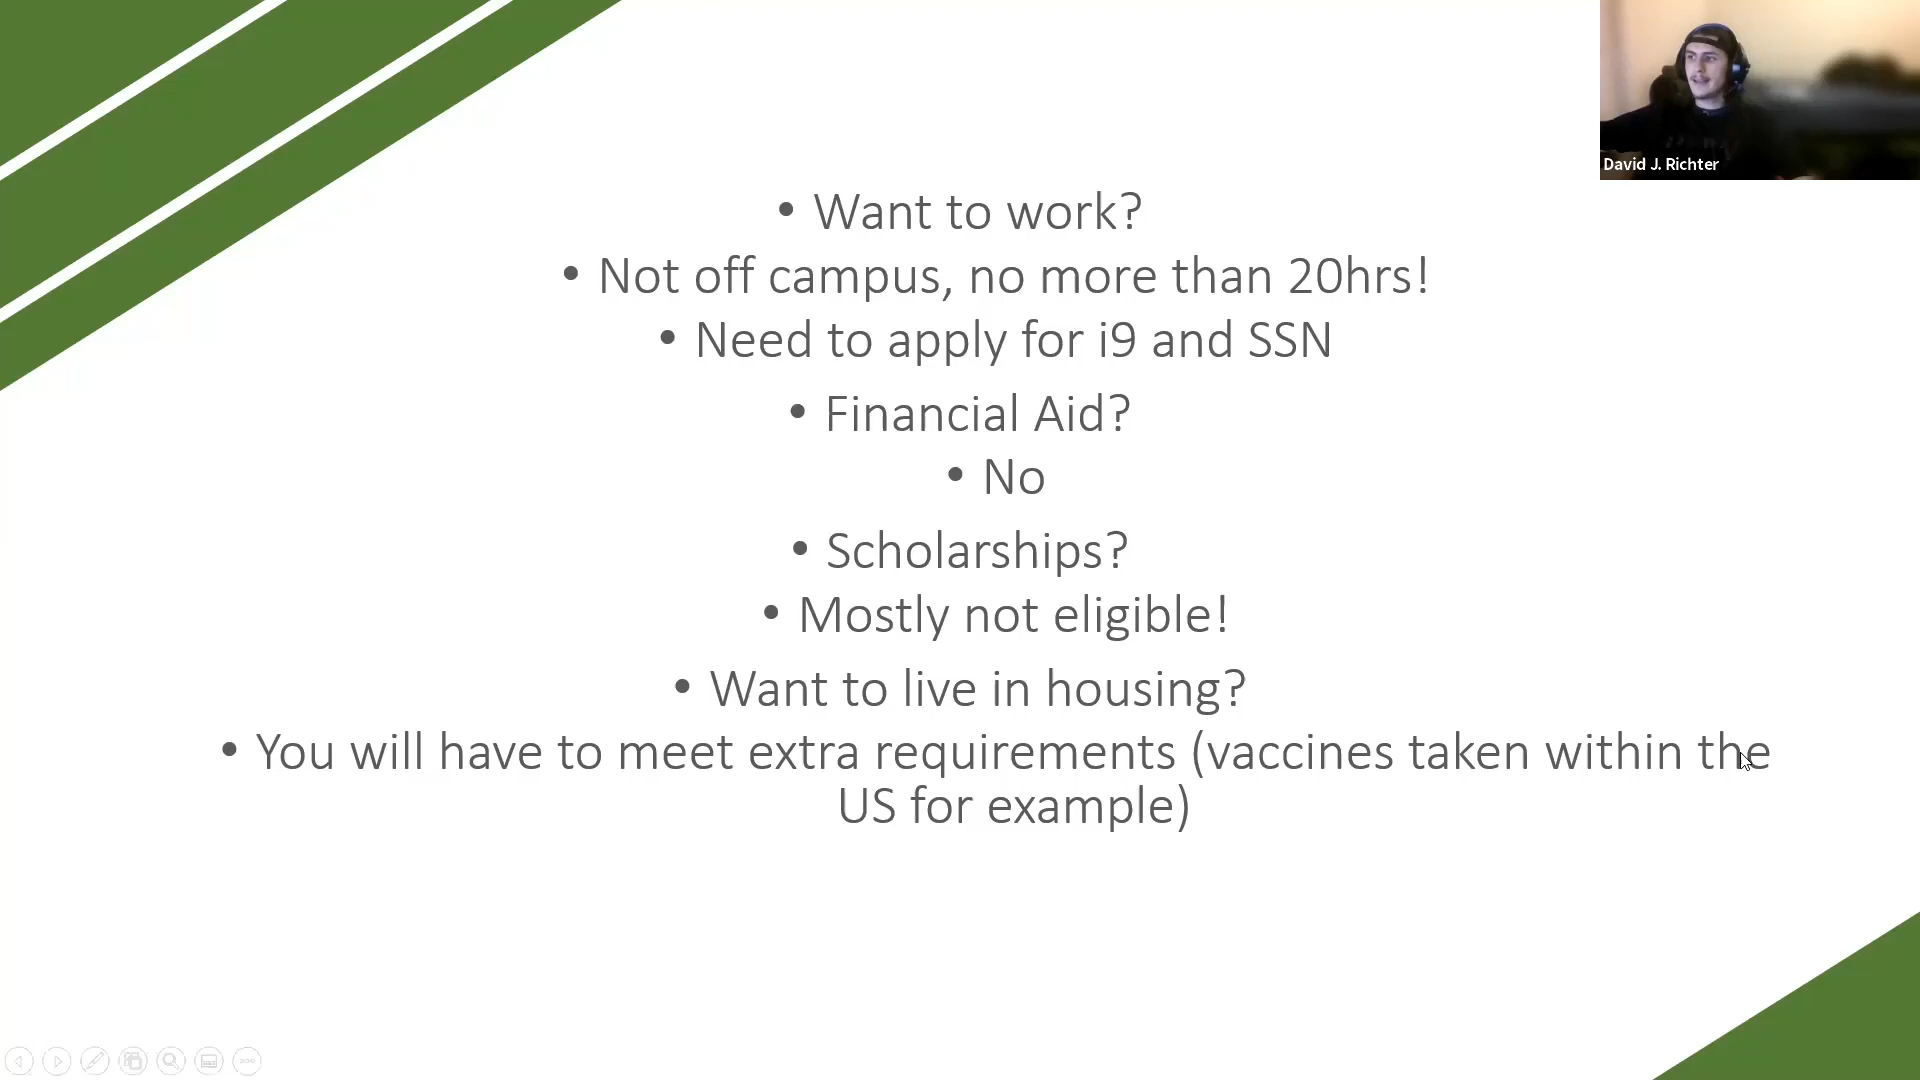 David J. Richter
• Want to work?
• Not off campus, no more than 20hrs!
• Need to apply for i9 and SSN
• Financial Aid?
• No
• Scholarships?
• Mostly not eligible!
• Want to live in housing?
• You will have to meet extra requirements (vaccines taken within the
US for example)